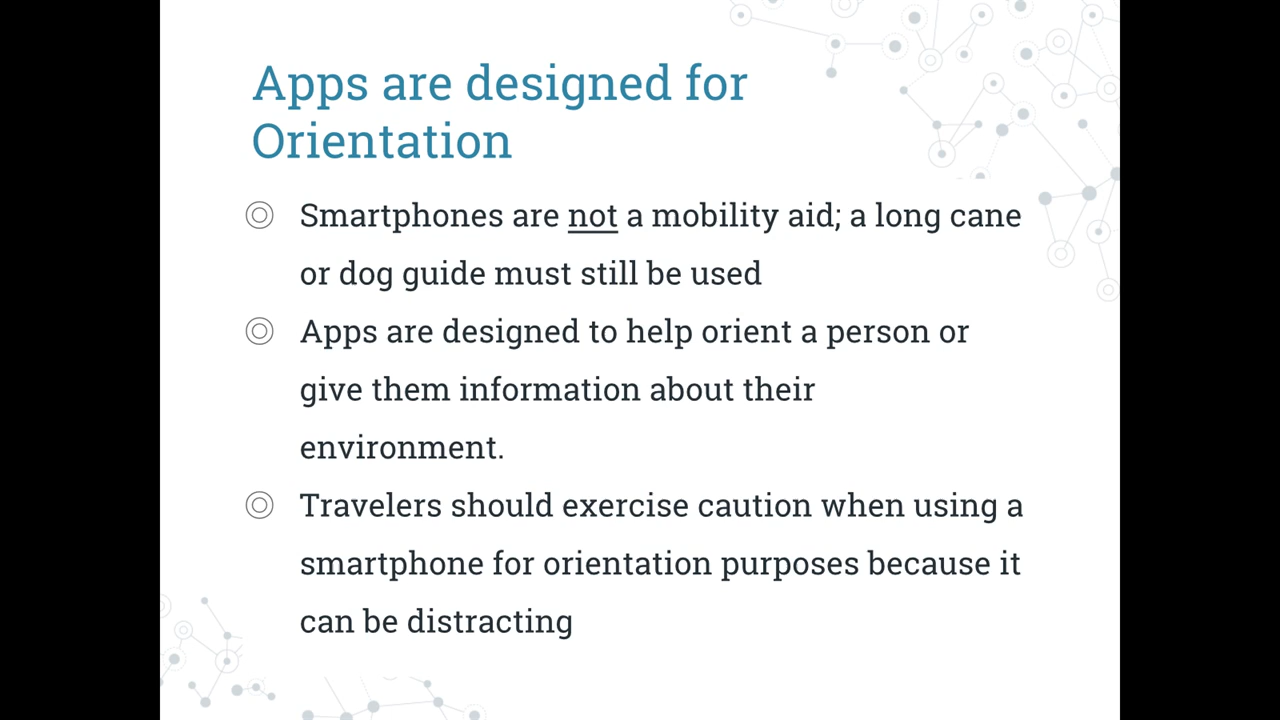 Apps are designed for
Orientation
Smartphones are not a mobility aid; a long cane
or dog guide must still be used
Apps are designed to help orient a person or
give them information about their
environment.
Travelers should exercise caution when using a
smartphone for orientation purposes because it
can be distracting